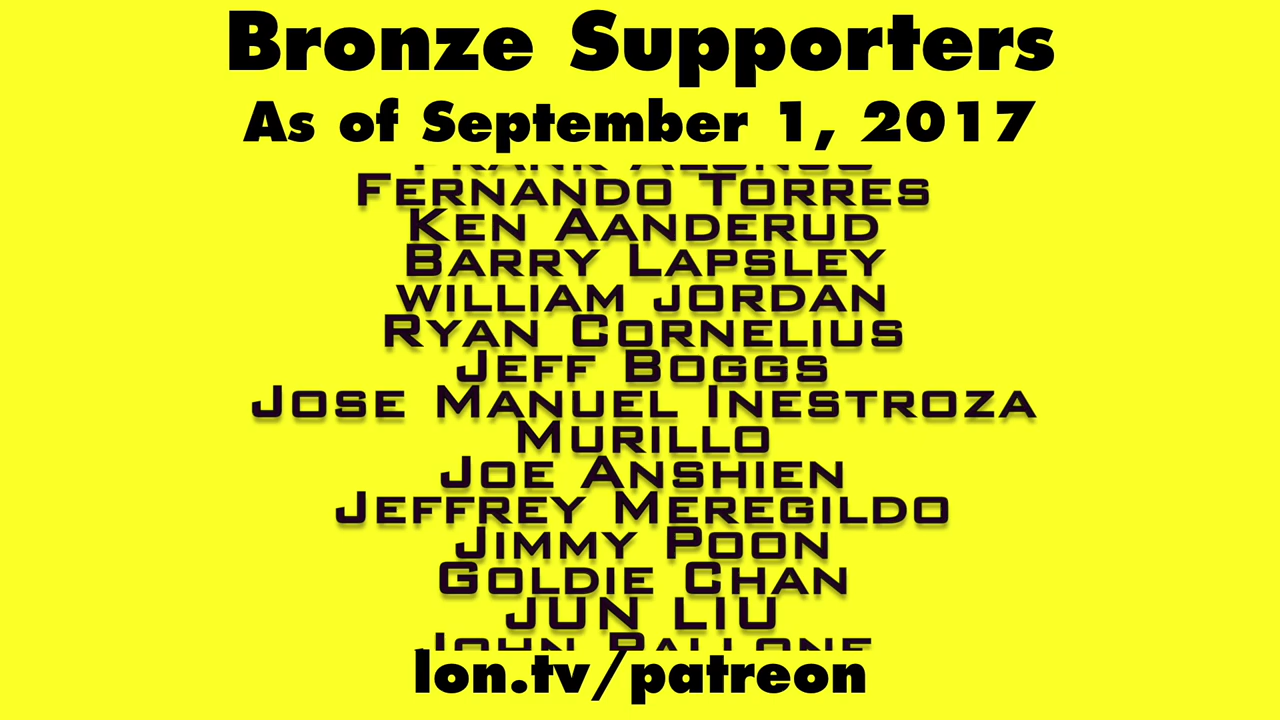 Bronze Supporters
As of September 1, 2017
FERNANDO TORRES
KEN AANDERUD
BARRY LAPSLEY
WILLIAM JORDAN
RYAN CORNELIUS
JEFF BOGGS
JOSE MANUEL INESTROZA
MURILLO
JOE ANSHIEN
JEFFREY MEREGILDO
JIMMY POON
GOLDIE CHAN
JUN LIU
JOHN
lon.tv/patreon